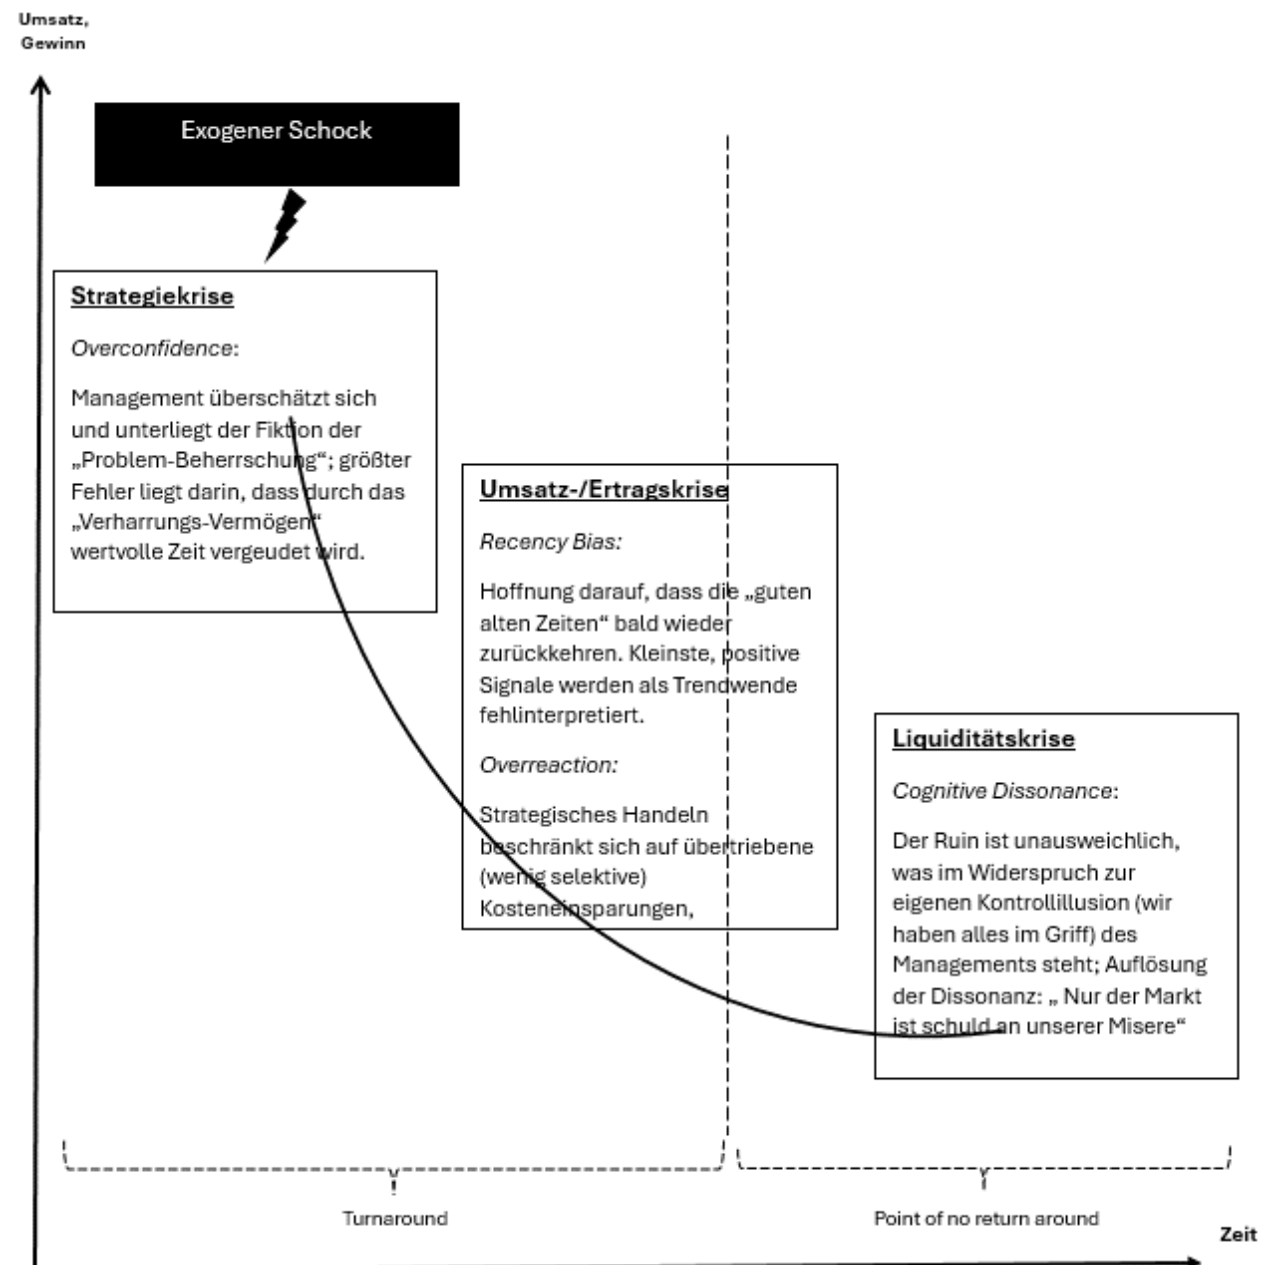 Umsatz,
Gewinn
Exogener Schock
Strategiekrise
Overconfidence:
Management überschätzt sich
und unterliegt der Fiktion der
„Problem-Beherrschung“; größter
Fehler liegt darin, dass durch das
„Verharrungs-Vermögen“
wertvolle Zeit vergeudet wird.
Umsatz-/Ertragskrise
Recency Bias:
Hoffnung darauf, dass die „guten
alten Zeiten“ bald wieder
zurückkehren. Kleinste, positive
Signale werden als Trendwende
fehlinterpretiert.
Overreaction:
Strategisches Handeln
beschränkt sich auf übertriebene
(wenig selektive)
Kosteneinsparungen,
Liquiditätskrise
Cognitive Dissonance:
Der Ruin ist unausweichlich,
was im Widerspruch zur
eigenen Kontrollillusion (wir
haben alles im Griff) des
Managements steht; Auflösung
der Dissonanz: „ Nur der Markt
ist schuld an unserer Misere“
Turnaround
Point of no return around
Zeit